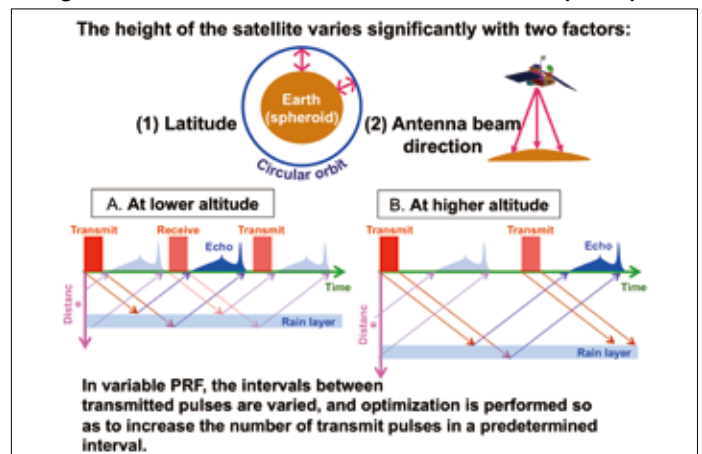 The height of the satellite varies significantly with two factors:
Earth
(spheroid)
(1) Latitude
Circular orbit
(2) Antenna beam
direction
A. At lower altitude
Transmit
Receive
Transmit
Echo
Time
Distanc
e
Rain layer
B. At higher altitude
Transmit
Transmit
Echo
Time
Distanc
e
Rain layer
In variable PRF, the intervals between
transmitted pulses are varied, and optimization is performed so
as to increase the number of transmit pulses in a predetermined
interval.